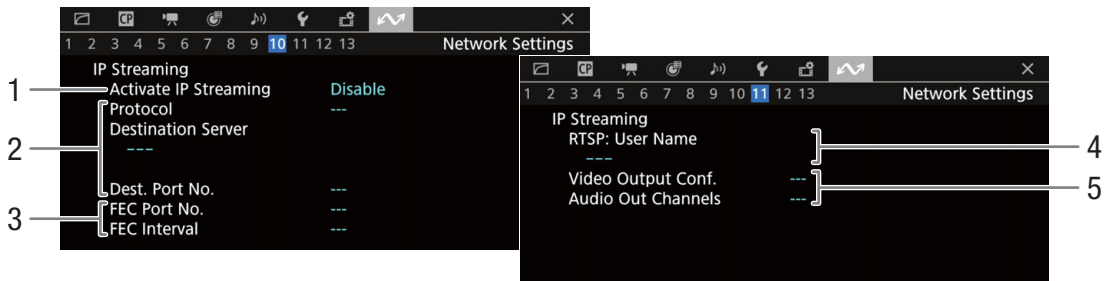 CP
1 2 3 4 5 6 7 8 9 10 11 12 13 Network Settings
IP Streaming
1 Activate IP Streaming Disable
Protocol ---
Destination Server
2 ---
Dest. Port No. ---
3 FEC Port No. ---
FEC Interval ---
CP
1 2 3 4 5 6 7 8 9 10 11 12 13 Network Settings
IP Streaming
RTSP: User Name
--- 4
Video Output Conf. --- 5
Audio Out Channels ---